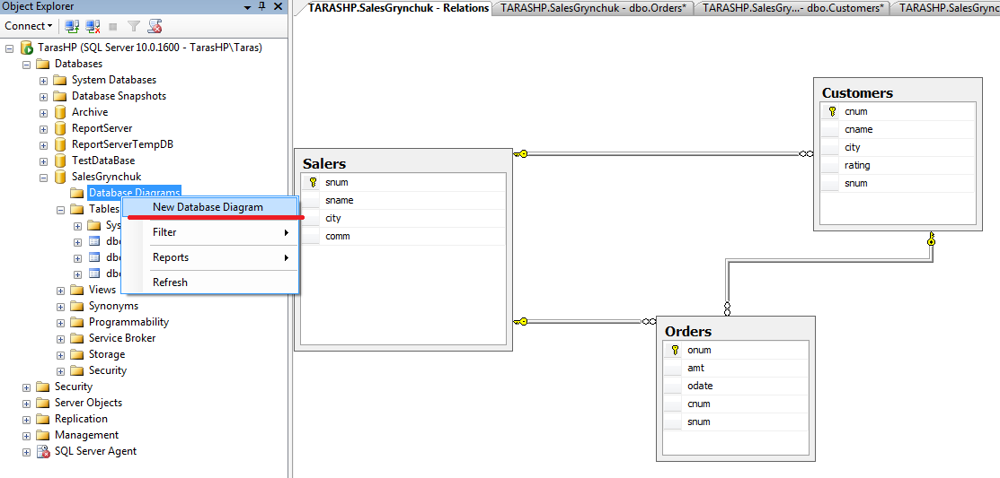 Object Explorer
Connect
TarasHP (SQL Server 10.0.1600 - TarasHP\Taras)
Databases
System Databases
Database Snapshots
Archive
ReportServer
ReportServerTempDB
TestDataBase
SalesGrynchuk
Database Diagrams
Tables
Sys
dbo
dbo
dbo
Views
Synonyms
Programmability
Service Broker
Storage
Security
Security
Server Objects
Replication
Management
SQL Server Agent
New Database Diagram
Filter
Reports
Refresh
TARASHP.SalesGrynchuk - Relations
TARASHP.SalesGrynchuk - dbo.Orders*
TARASHP.SalesGry...- dbo.Customers*
TARASHP.SalesGrync
Salers
snum
sname
city
comm
Customers
cnum
cname
city
rating
snum
Orders
onum
amt
odate
cnum
snum